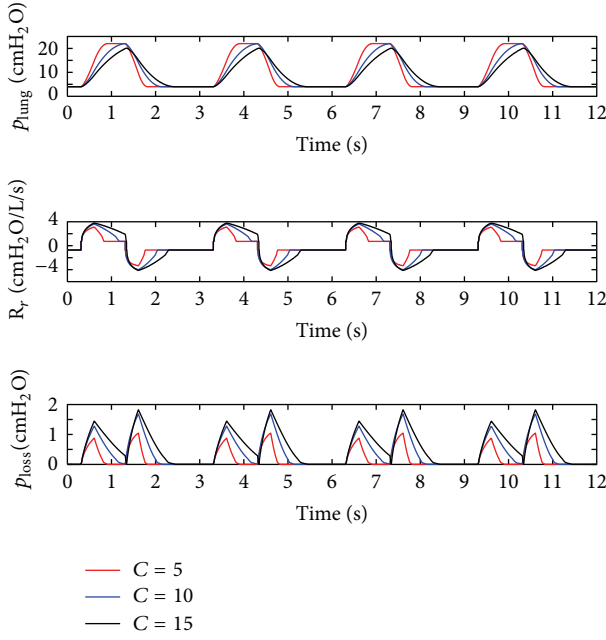 20
10
0
p_lung (cmH₂O)
0 1 2 3 4 5 6 7 8 9 10 11 12
Time (s)
4
0
−4
R_r (cmH₂O/L/s)
0 1 2 3 4 5 6 7 8 9 10 11 12
Time (s)
2
1
0
p_loss (cmH₂O)
0 1 2 3 4 5 6 7 8 9 10 11 12
Time (s)
C = 5
C = 10
C = 15